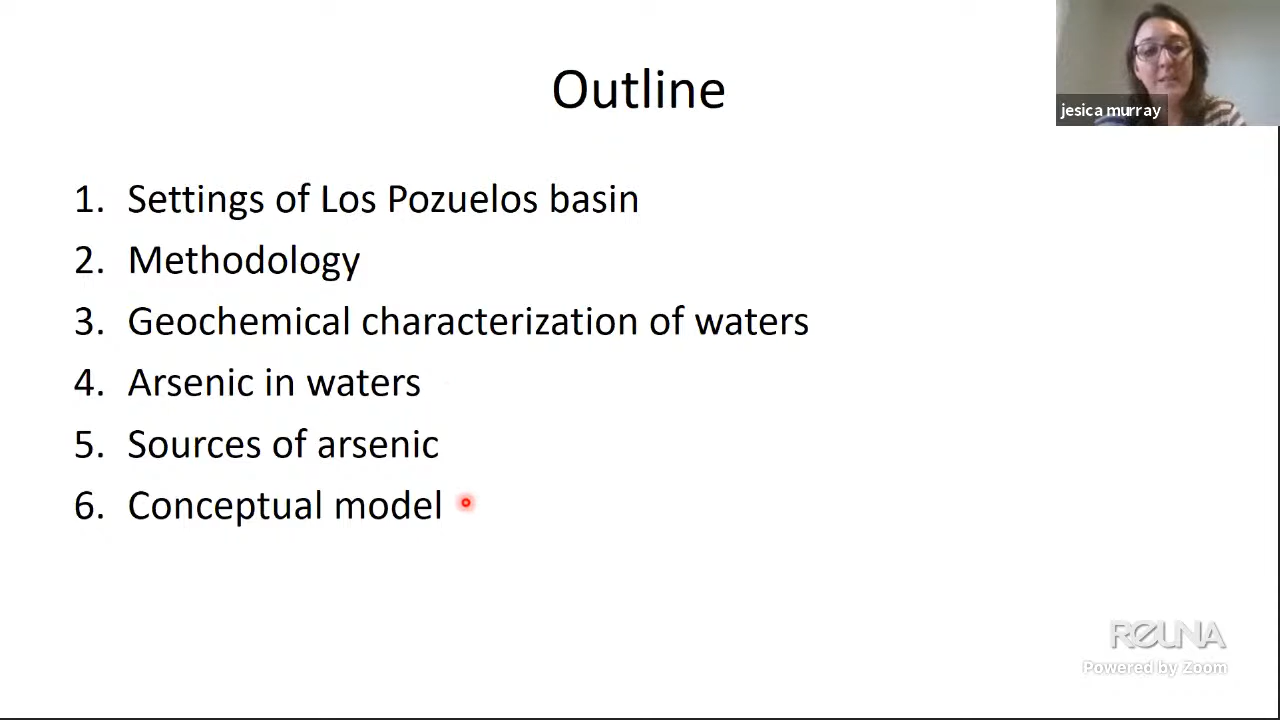 Outline
jesica murray
1. Settings of Los Pozuelos basin
2. Methodology
3. Geochemical characterization of waters
4. Arsenic in waters
5. Sources of arsenic
6. Conceptual model
REUNA
Powered by Zoom